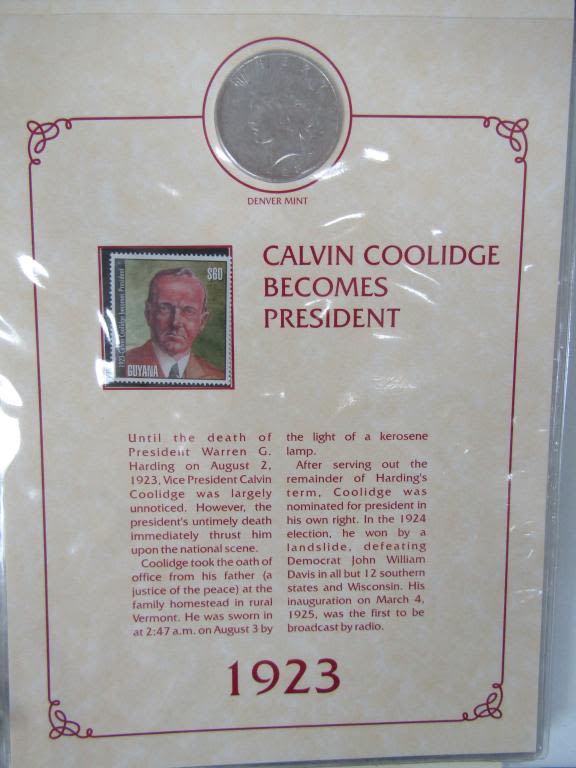 LIBERTY
DENVER MINT
CALVIN COOLIDGE
BECOMES
PRESIDENT
1923-Calvin Coolidge becomes President
$60
GUYANA
Until the death of
President Warren G.
Harding on August 2,
1923, Vice President Calvin
Coolidge was largely
unnoticed. However, the
president's untimely death
immediately thrust him
upon the national scene.
Coolidge took the oath of
office from his father (a
justice of the peace) at the
family homestead in rural
Vermont. He was sworn in
at 2:47 a.m. on August 3 by
the light of a kerosene
lamp.
After serving out the
remainder of Harding's
term, Coolidge was
nominated for president in
his own right. In the 1924
election, he won by a
landslide, defeating
Democrat John William
Davis in all but 12 southern
states and Wisconsin. His
inauguration on March 4,
1925, was the first to be
broadcast by radio.
1923